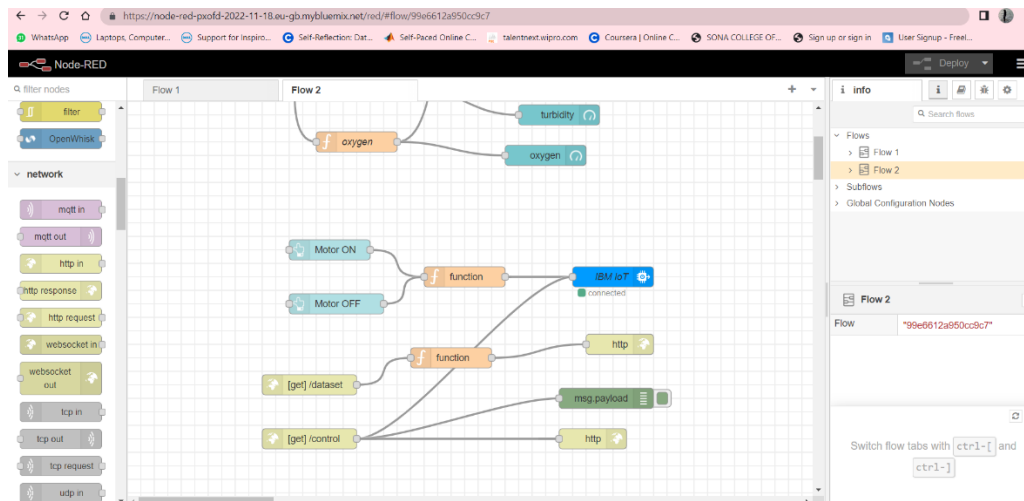 https://node-red-pxofd-2022-11-18.eu-gb.mybluemix.net/red/#flow/99e6612a950cc9c7
WhatsApp
Laptops, Computer...
Support for Inspiro...
Self-Reflection: Dat...
Self-Paced Online C...
talentnext.wipro.com
Coursera | Online C...
SONA COLLEGE OF...
Sign up or sign in
User Signup - Freel...
Node-RED
Deploy
filter nodes
filter
OpenWhisk
network
mqtt in
mqtt out
http in
http response
http request
websocket in
websocket
out
tcp in
tcp out
tcp request
udp in
Flow 1
Flow 2
turbidity
oxygen
oxygen
Motor ON
function
IBM IoT
connected
Motor OFF
function
http
[get] /dataset
msg.payload
[get] /control
http
i info
i
Search flows
Flows
Flow 1
Flow 2
Subflows
Global Configuration Nodes
Flow 2
Flow
"99e6612a950cc9c7"
Switch flow tabs with ctrl-[ and
ctrl-]